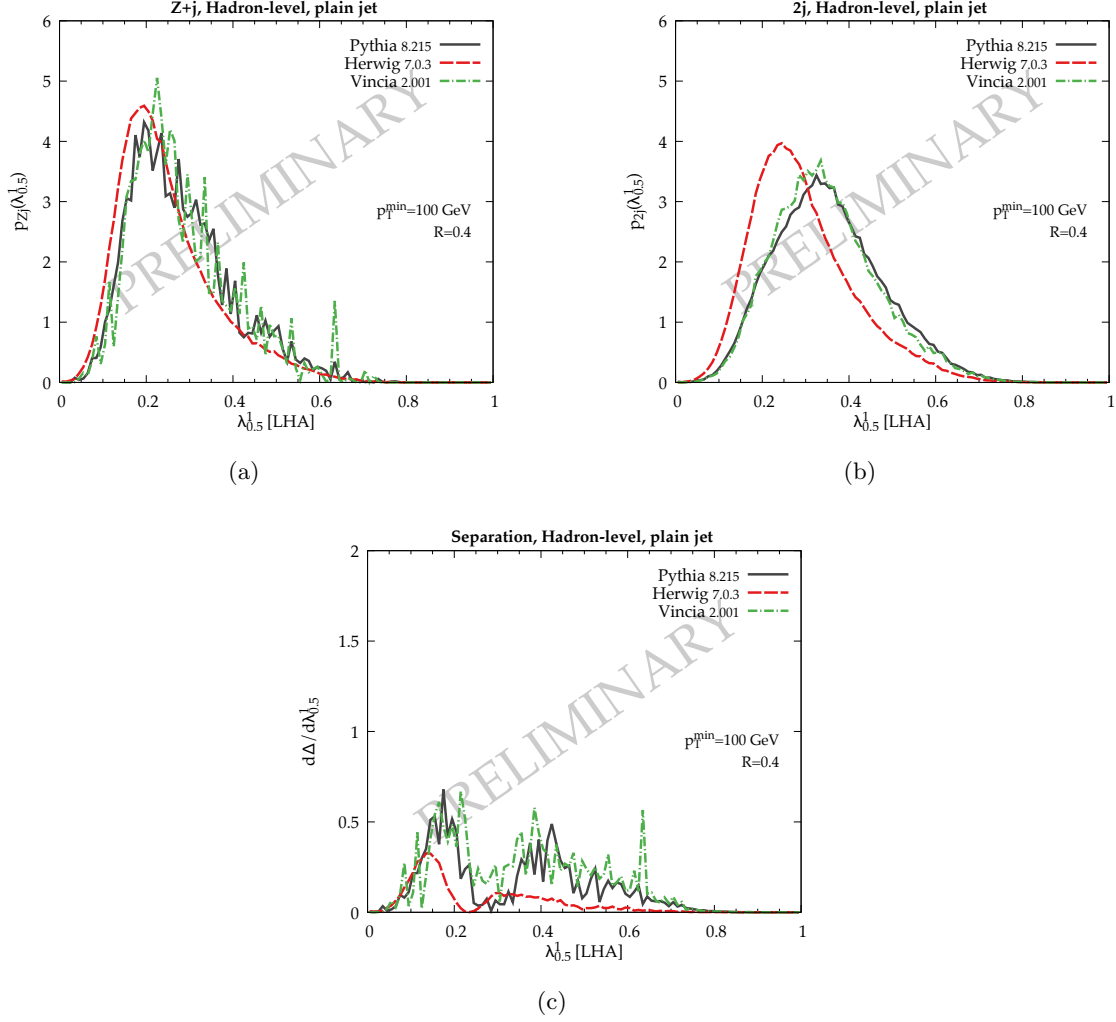 Z+j, Hadron-level, plain jet
Pythia 8.215
Herwig 7.0.3
Vincia 2.001
PRELIMINARY
p_T^min=100 GeV
R=0.4
p_Zj(λ^1_0.5)
6
5
4
3
2
1
0
0 0.2 0.4 0.6 0.8 1
λ^1_0.5 [LHA]
(a)
2j, Hadron-level, plain jet
Pythia 8.215
Herwig 7.0.3
Vincia 2.001
PRELIMINARY
p_T^min=100 GeV
R=0.4
p_2j(λ^1_0.5)
6
5
4
3
2
1
0
0 0.2 0.4 0.6 0.8 1
λ^1_0.5 [LHA]
(b)
Separation, Hadron-level, plain jet
Pythia 8.215
Herwig 7.0.3
Vincia 2.001
PRELIMINARY
p_T^min=100 GeV
R=0.4
dΔ/dλ^1_0.5
2
1.5
1
0.5
0
0 0.2 0.4 0.6 0.8 1
λ^1_0.5 [LHA]
(c)